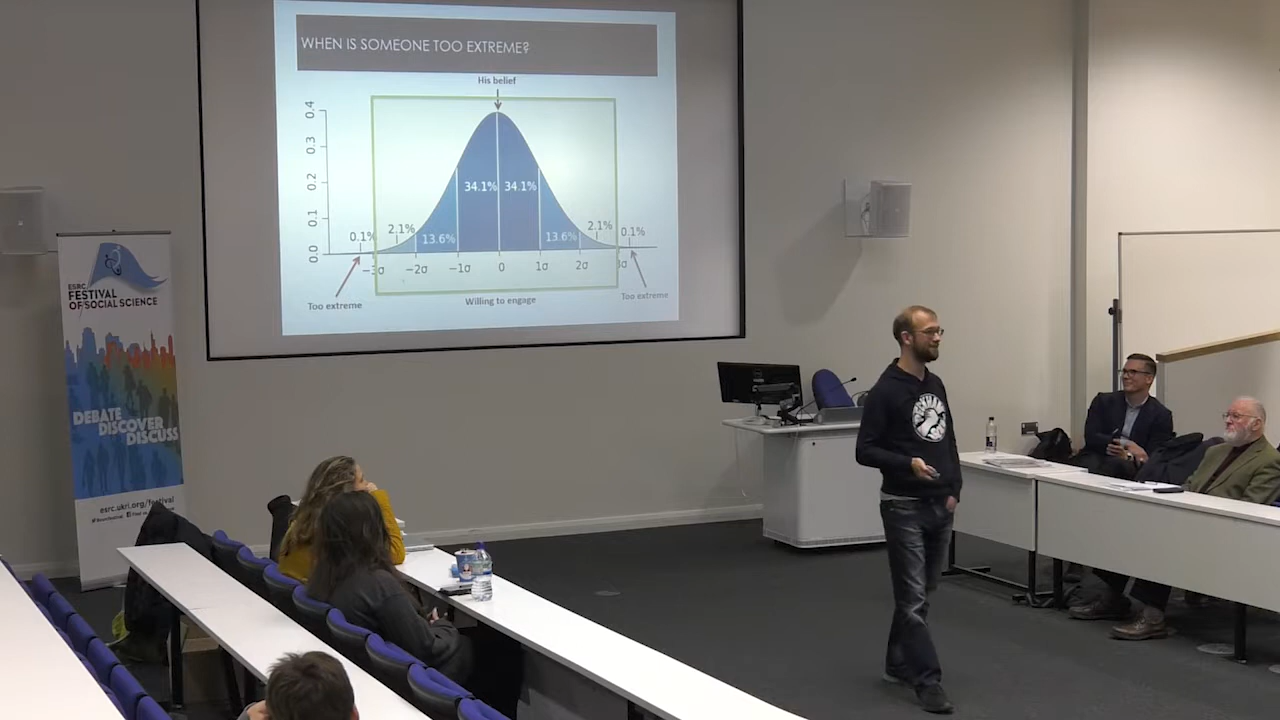 WHEN IS SOMEONE TOO EXTREME?
His belief
0.4
0.3
0.2
0.1
0.0
34.1% 34.1%
0.1% 2.1% 13.6% 13.6% 2.1% 0.1%
−3σ −2σ −1σ 0 1σ 2σ 3σ
Too extreme Willing to engage Too extreme
ESRC
FESTIVAL
OF SOCIAL SCIENCE
DEBATE
DISCOVER
DISCUSS
esrc.ukri.org/festival